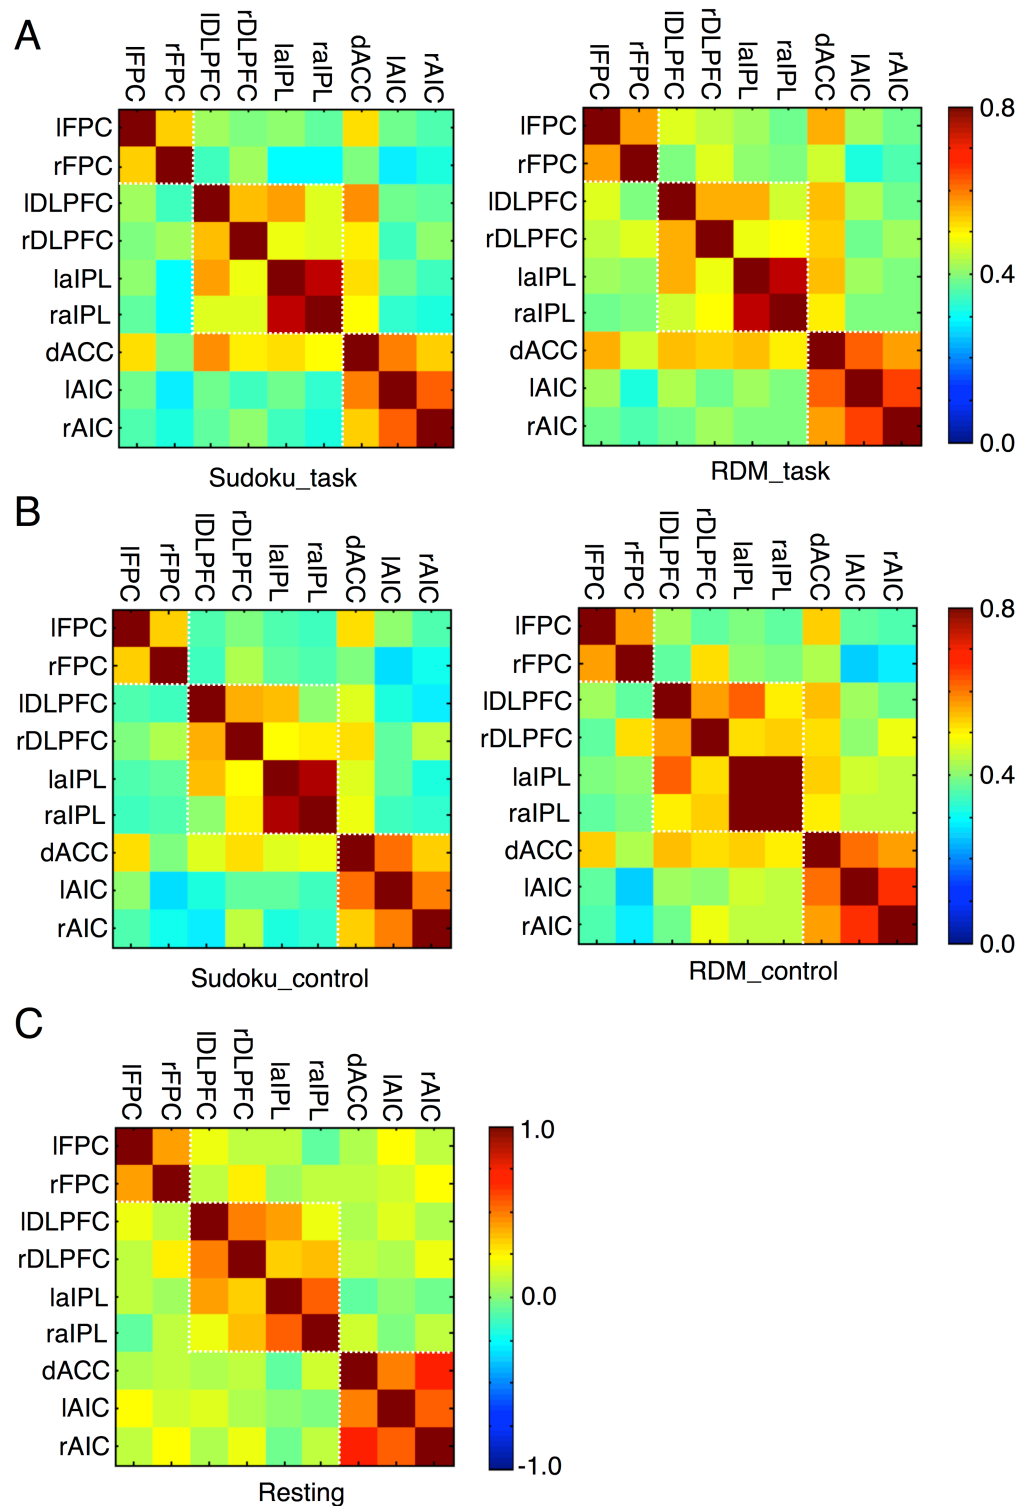 A
lFPC rFPC lDLPFC rDLPFC laIPL raIPL dACC lAIC rAIC
lFPC
rFPC
lDLPFC
rDLPFC
laIPL
raIPL
dACC
lAIC
rAIC
Sudoku_task
lFPC rFPC lDLPFC rDLPFC laIPL raIPL dACC lAIC rAIC
lFPC
rFPC
lDLPFC
rDLPFC
laIPL
raIPL
dACC
lAIC
rAIC
RDM_task
0.8
0.4
0.0
B
lFPC rFPC lDLPFC rDLPFC laIPL raIPL dACC lAIC rAIC
lFPC
rFPC
lDLPFC
rDLPFC
laIPL
raIPL
dACC
lAIC
rAIC
Sudoku_control
lFPC rFPC lDLPFC rDLPFC laIPL raIPL dACC lAIC rAIC
lFPC
rFPC
lDLPFC
rDLPFC
laIPL
raIPL
dACC
lAIC
rAIC
RDM_control
0.8
0.4
0.0
C
lFPC rFPC lDLPFC rDLPFC laIPL raIPL dACC lAIC rAIC
lFPC
rFPC
lDLPFC
rDLPFC
laIPL
raIPL
dACC
lAIC
rAIC
Resting
1.0
0.0
-1.0